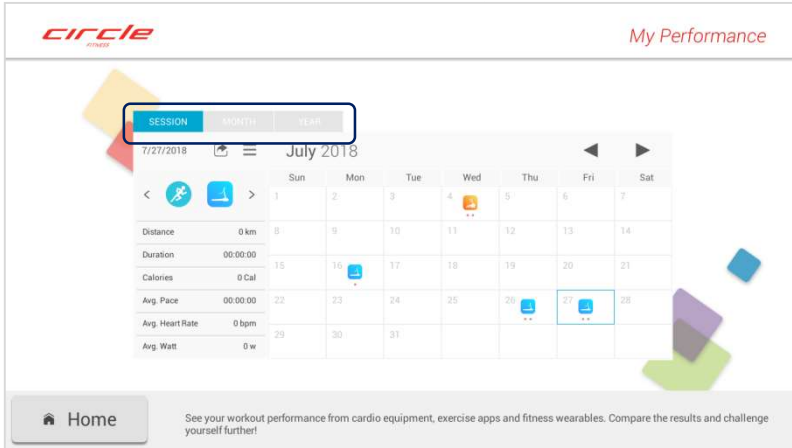 circle
FITNESS
My Performance
SESSION MONTH YEAR
7/27/2018
July 2018
Sun Mon Tue Wed Thu Fri Sat
1 2 3 4 5 6 7
8 9 10 11 12 13 14
15 16 17 18 19 20 21
22 23 24 25 26 27 28
29 30 31
Distance 0 km
Duration 00:00:00
Calories 0 Cal
Avg. Pace 00:00:00
Avg. Heart Rate 0 bpm
Avg. Watt 0 w
Home
See your workout performance from cardio equipment, exercise apps and fitness wearables. Compare the results and challenge
yourself further!